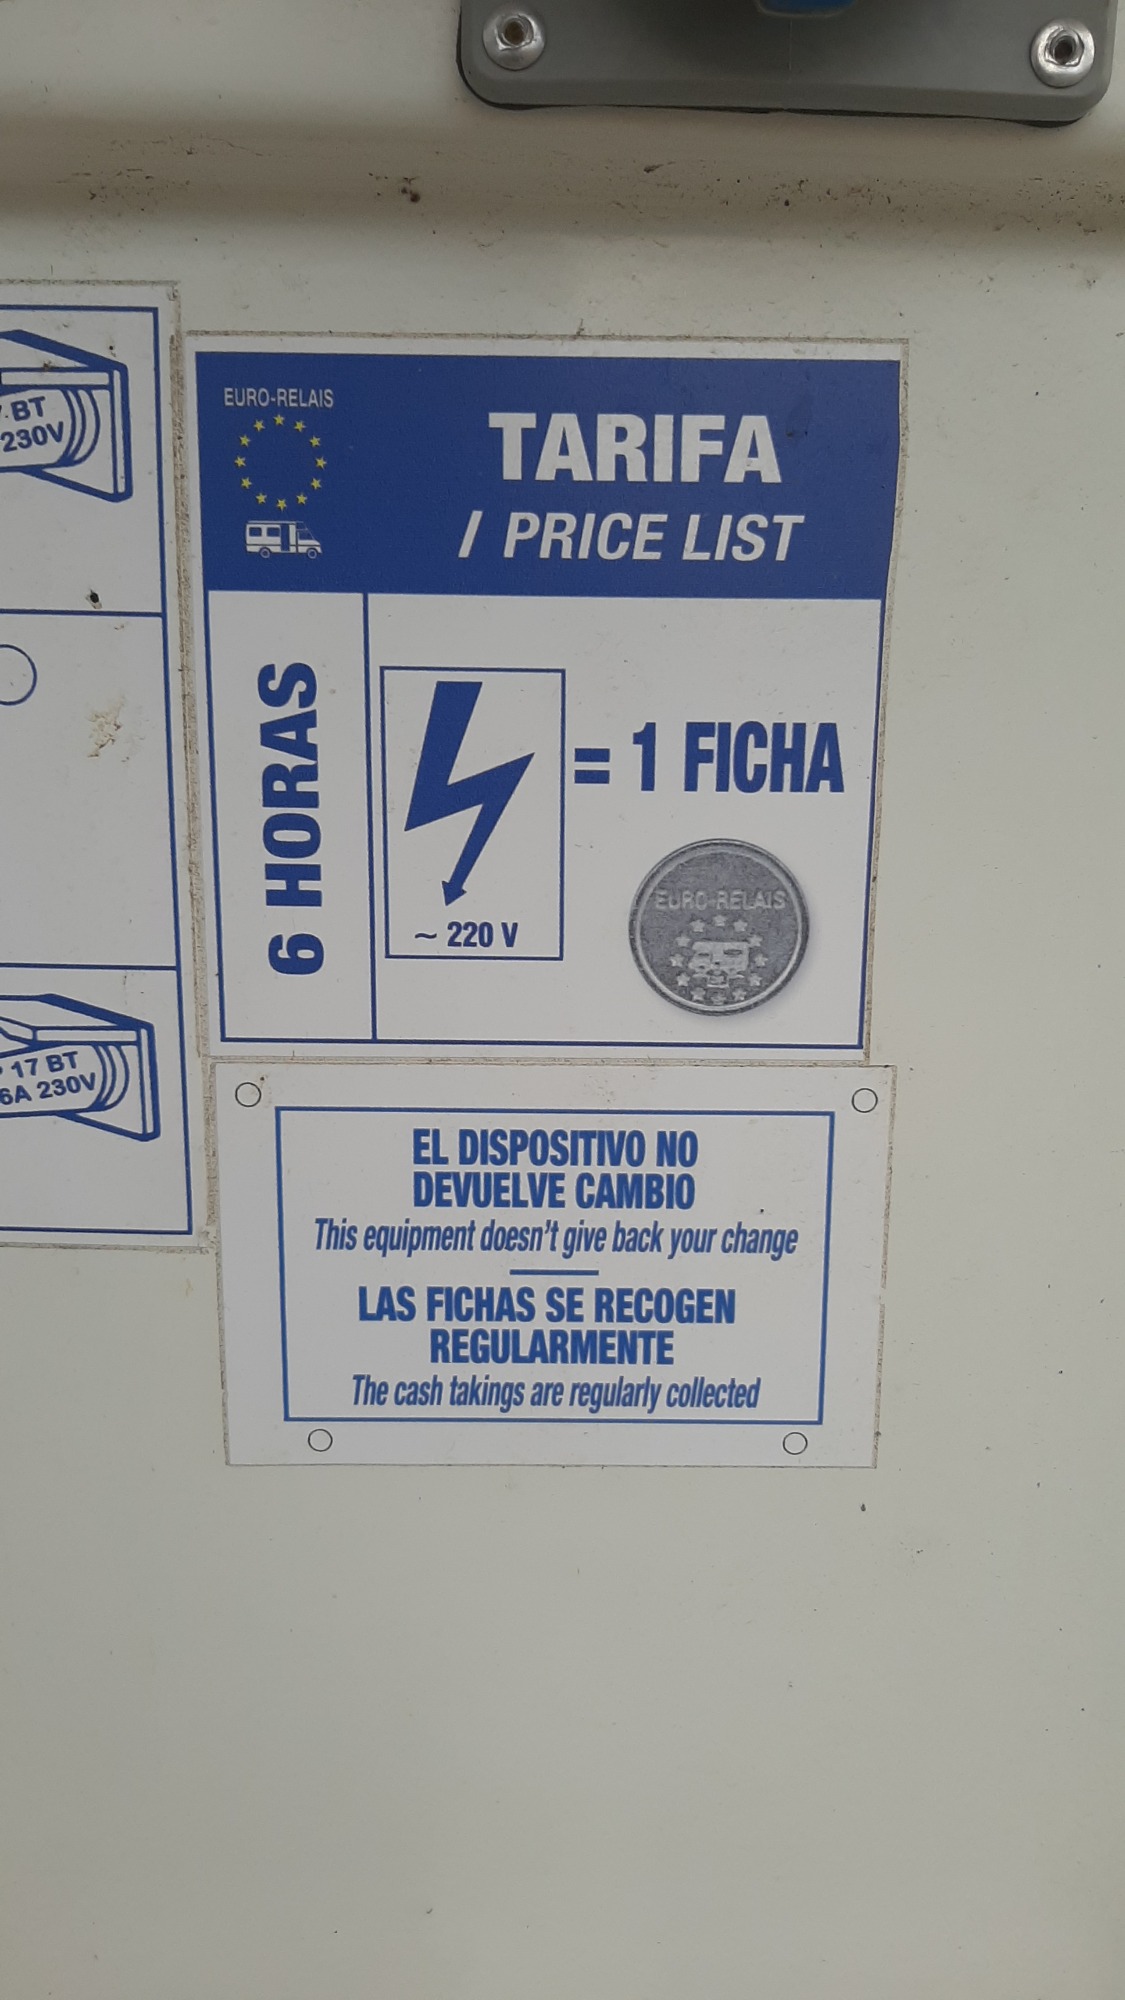 BT
230V
17 BT
6A 230V
EURO-RELAIS
TARIFA
/ PRICE LIST
6 HORAS
~ 220 V
= 1 FICHA
EURO-RELAIS
EL DISPOSITIVO NO
DEVUELVE CAMBIO
This equipment doesn't give back your change
LAS FICHAS SE RECOGEN
REGULARMENTE
The cash takings are regularly collected